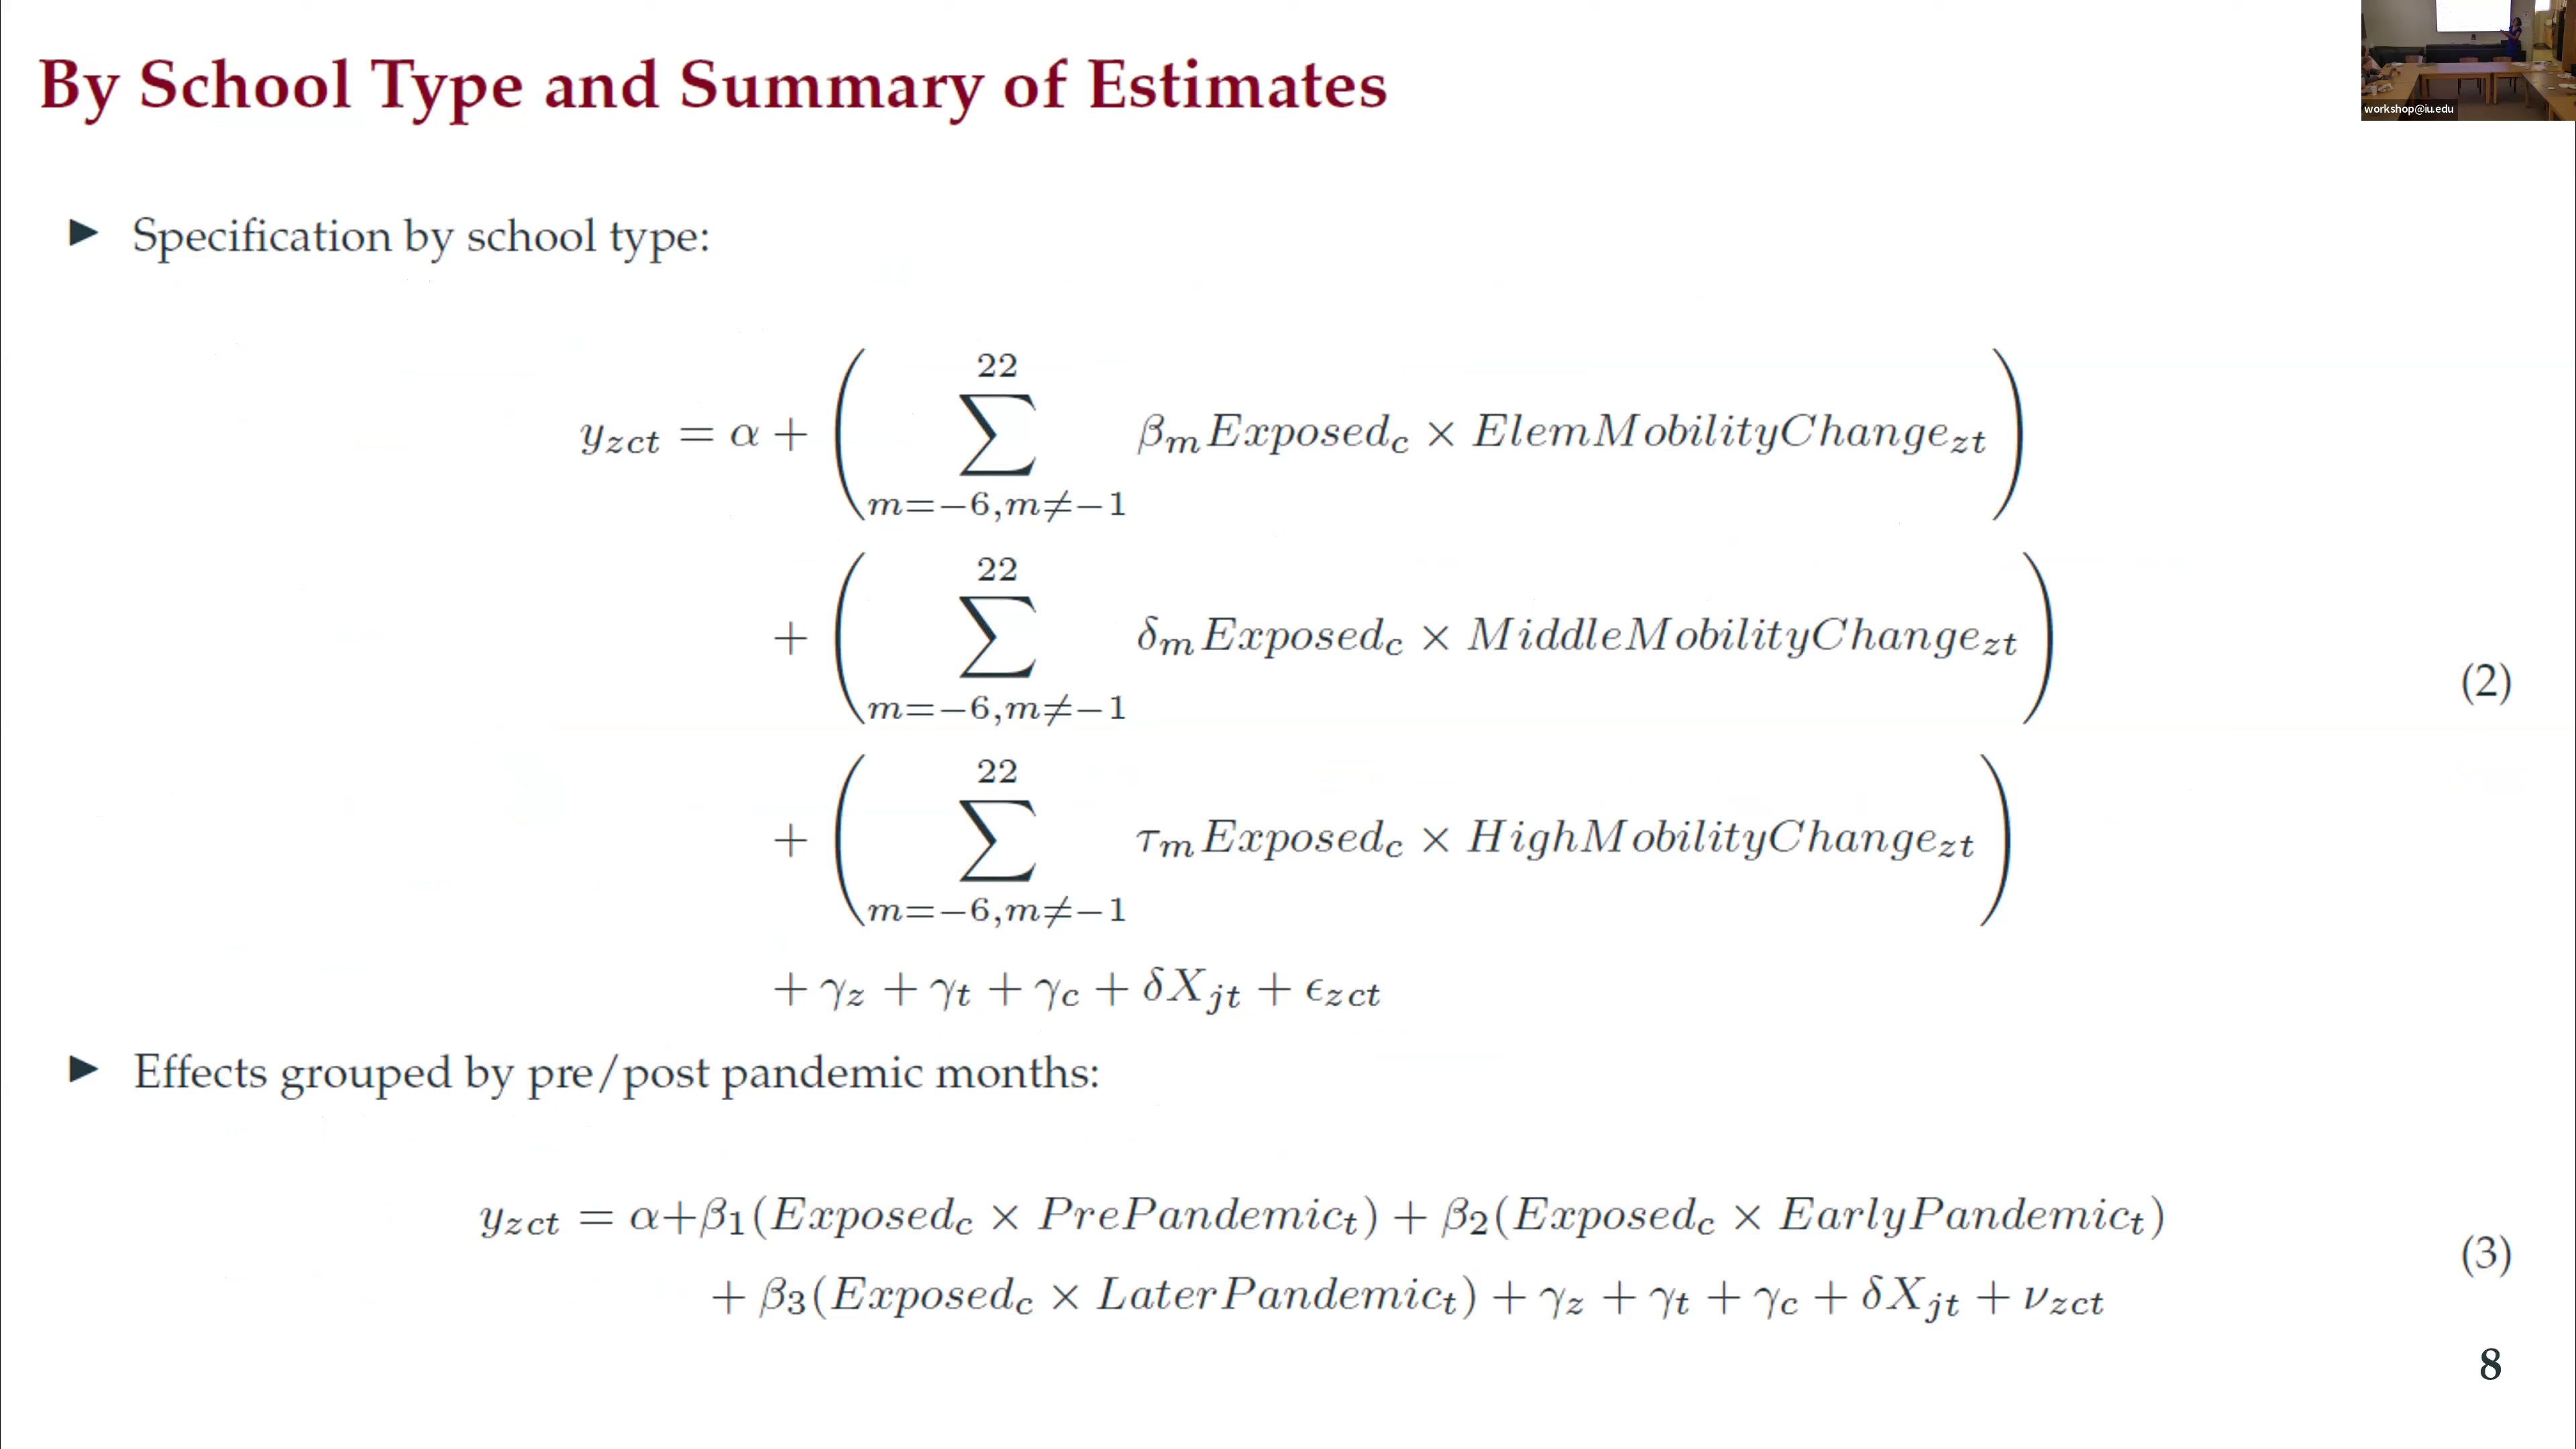 By School Type and Summary of Estimates
workshop@iu.edu
► Specification by school type:
y_{zct} = α + ( \sum_{m=-6,m≠-1}^{22} β_m Exposed_c × ElemMobilityChange_{zt} )
+ ( \sum_{m=-6,m≠-1}^{22} δ_m Exposed_c × MiddleMobilityChange_{zt} )
(2)
+ ( \sum_{m=-6,m≠-1}^{22} τ_m Exposed_c × HighMobilityChange_{zt} )
+ γ_z + γ_t + γ_c + δX_{jt} + ϵ_{zct}
► Effects grouped by pre/post pandemic months:
y_{zct} = α+β_1(Exposed_c × PrePandemic_t) + β_2(Exposed_c × EarlyPandemic_t)
(3)
+ β_3(Exposed_c × LaterPandemic_t) + γ_z + γ_t + γ_c + δX_{jt} + ν_{zct}
8